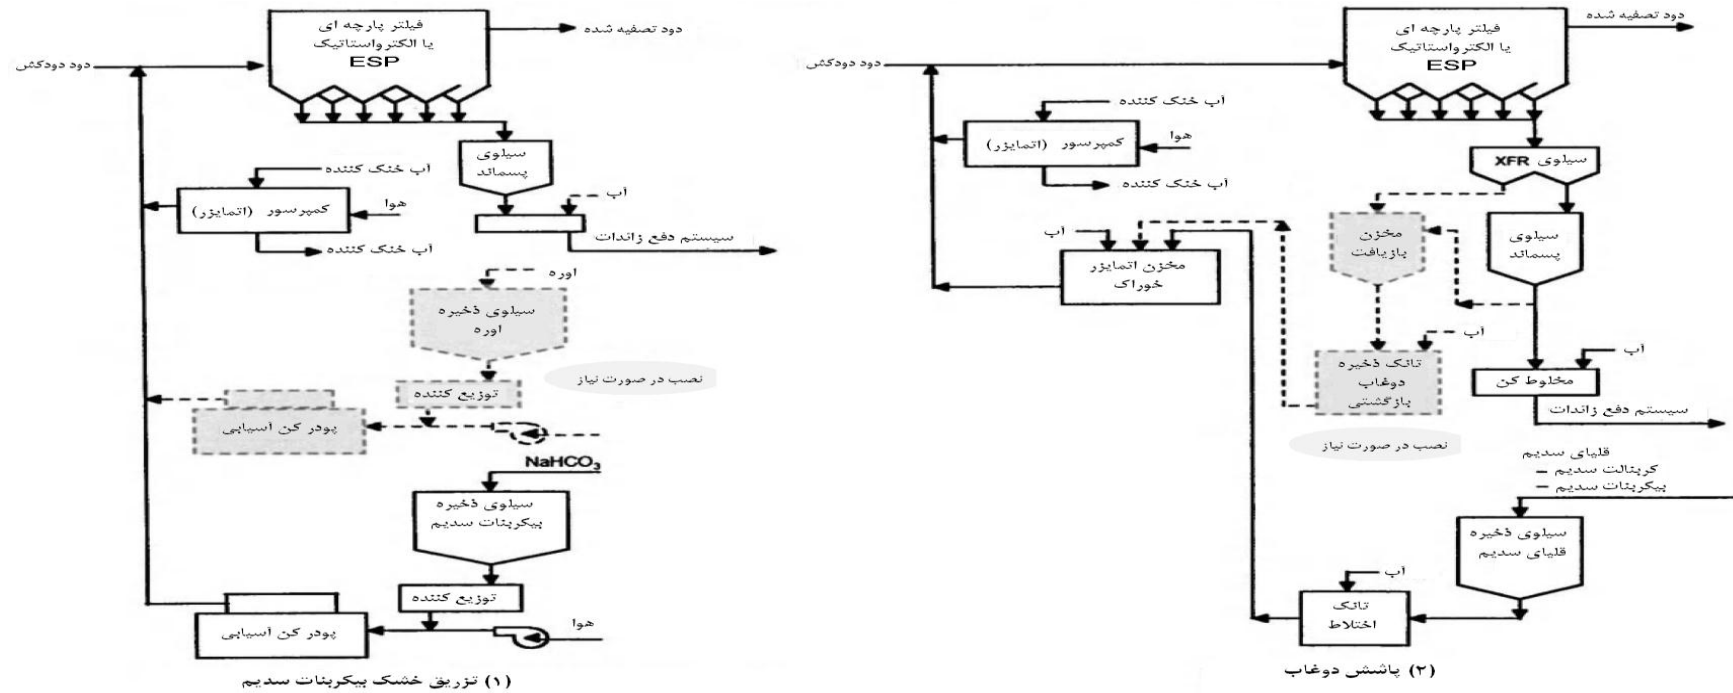 فیلتر پارچه ای
یا الکترواستاتیک
ESP
دود تصفیه شده
دود دودکش
سیلوی
پسماند
آب خنک کننده
کمپرسور (اتمایزر)
هوا
آب خنک کننده
آب
سیستم دفع زاندات
اوره
سیلوی ذخیره
اوره
نصب در صورت نیاز
توزیع کننده
پودر کن آسیابی
NaHCO3
سیلوی ذخیره
بیکربنات سدیم
توزیع کننده
هوا
پودر کن آسیابی
(۱) تزریق خشک بیکربنات سدیم
فیلتر پارچه ای
یا الکترواستاتیک
ESP
دود تصفیه شده
دود دودکش
آب خنک کننده
کمپرسور (اتمایزر)
هوا
آب خنک کننده
سیلوی XFR
مخزن
بازیافت
سیلوی
پسماند
آب
مخزن اتمایزر
خوراک
آب
تانک ذخیره
دوغاب
بازگشتی
آب
مخلوط کن
سیستم دفع زاندات
نصب در صورت نیاز
قلیای سدیم
کربنالت سدیم –
بیکربنات سدیم –
سیلوی ذخیره
قلیای سدیم
آب
تانک
اختلاط
(۲) پاشش دوغاب